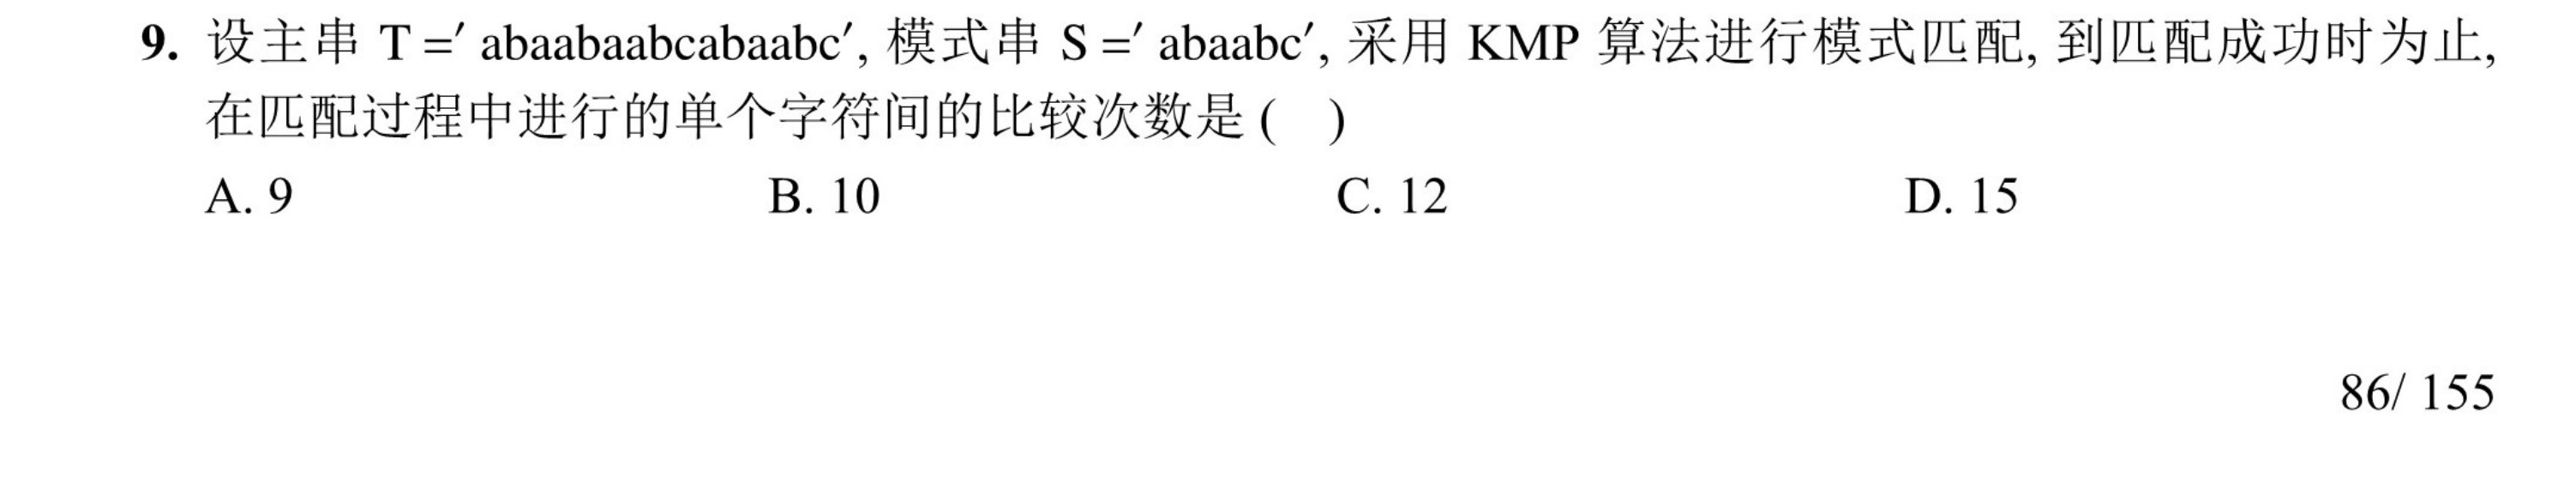 9. 设主串 T =′ abaabaabcabaabc′, 模式串 S =′ abaabc′, 采用 KMP 算法进行模式匹配, 到匹配成功时为止,
在匹配过程中进行的单个字符间的比较次数是 ( )
A. 9 B. 10 C. 12 D. 15
86/ 155